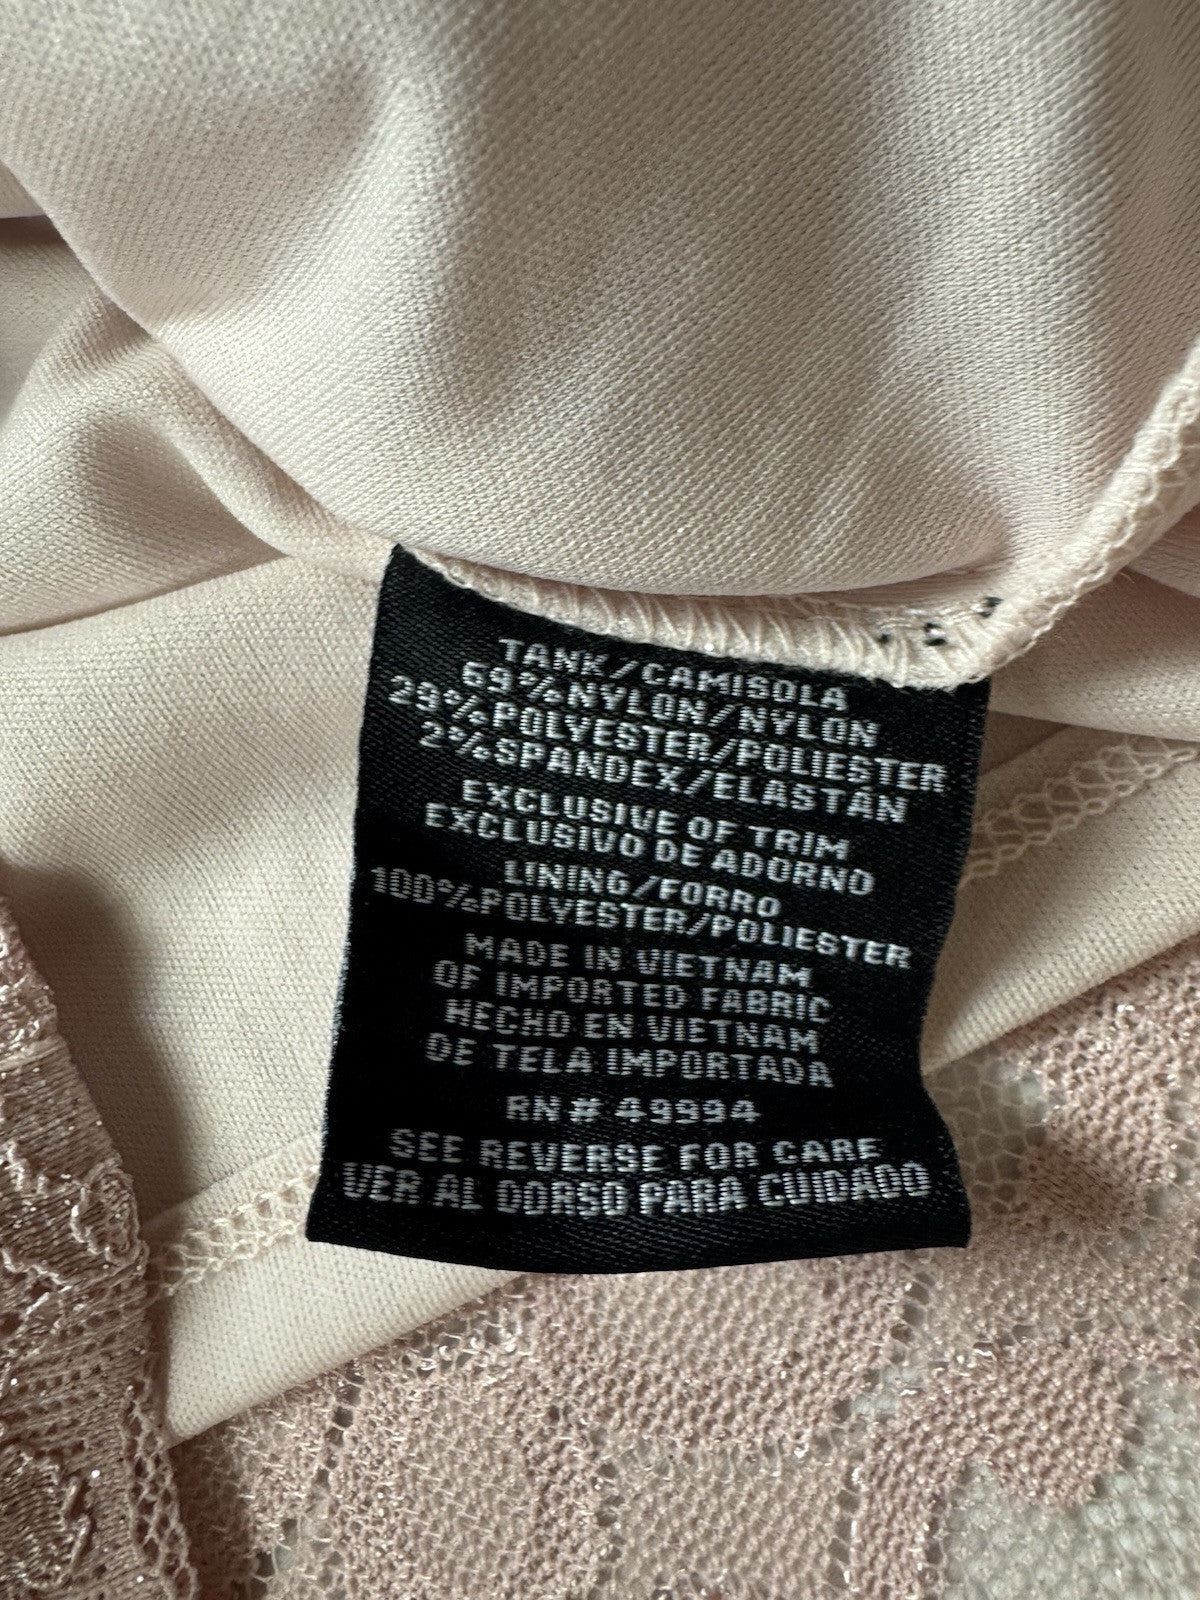 TANK/CAMISOLA
69%NYLON/NYLON
29%POLYESTER/POLIESTER
2%SPANDEX/ELASTÁN
EXCLUSIVE OF TRIM
EXCLUSIVO DE ADORNO
LINING/FORRO
100%POLYESTER/POLIESTER
MADE IN VIETNAM
OF IMPORTED FABRIC
HECHO EN VIETNAM
DE TELA IMPORTADA
RN# 49994
SEE REVERSE FOR CARE
VER AL DORSO PARA CUIDADO